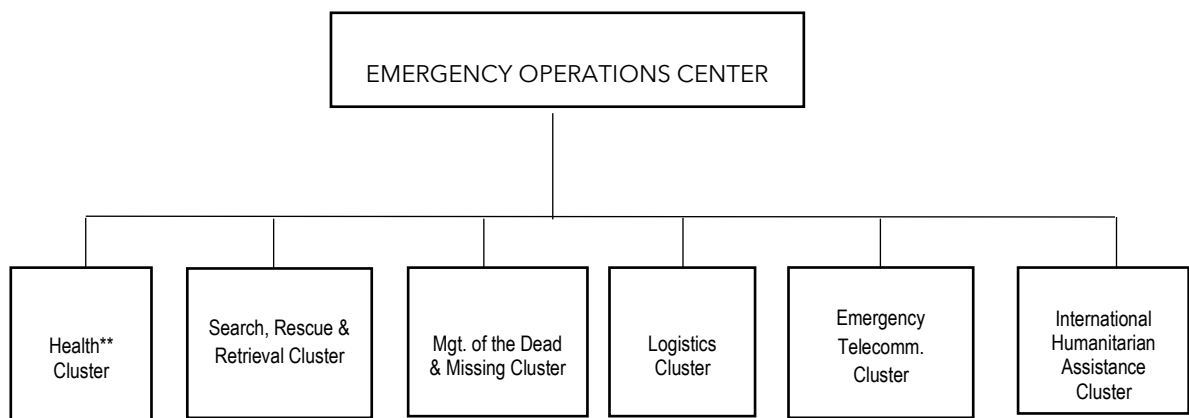 EMERGENCY OPERATIONS CENTER
Health**
Cluster
Search, Rescue &
Retrieval Cluster
Mgt. of the Dead
& Missing Cluster
Logistics
Cluster
Emergency
Telecomm.
Cluster
International
Humanitarian
Assistance
Cluster